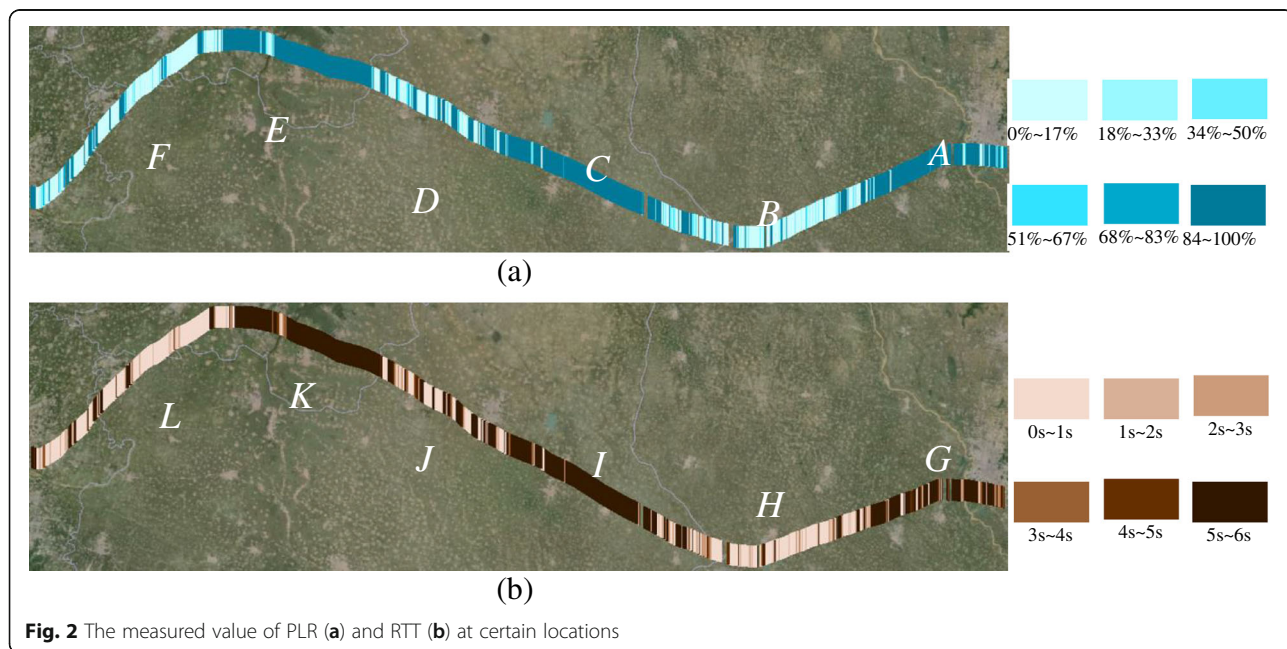 A
B
C
D
E
F
0%~17% 18%~33% 34%~50%
51%~67% 68%~83% 84~100%
(a)
G
H
I
J
K
L
0s~1s 1s~2s 2s~3s
3s~4s 4s~5s 5s~6s
(b)
Fig. 2 The measured value of PLR (a) and RTT (b) at certain locations